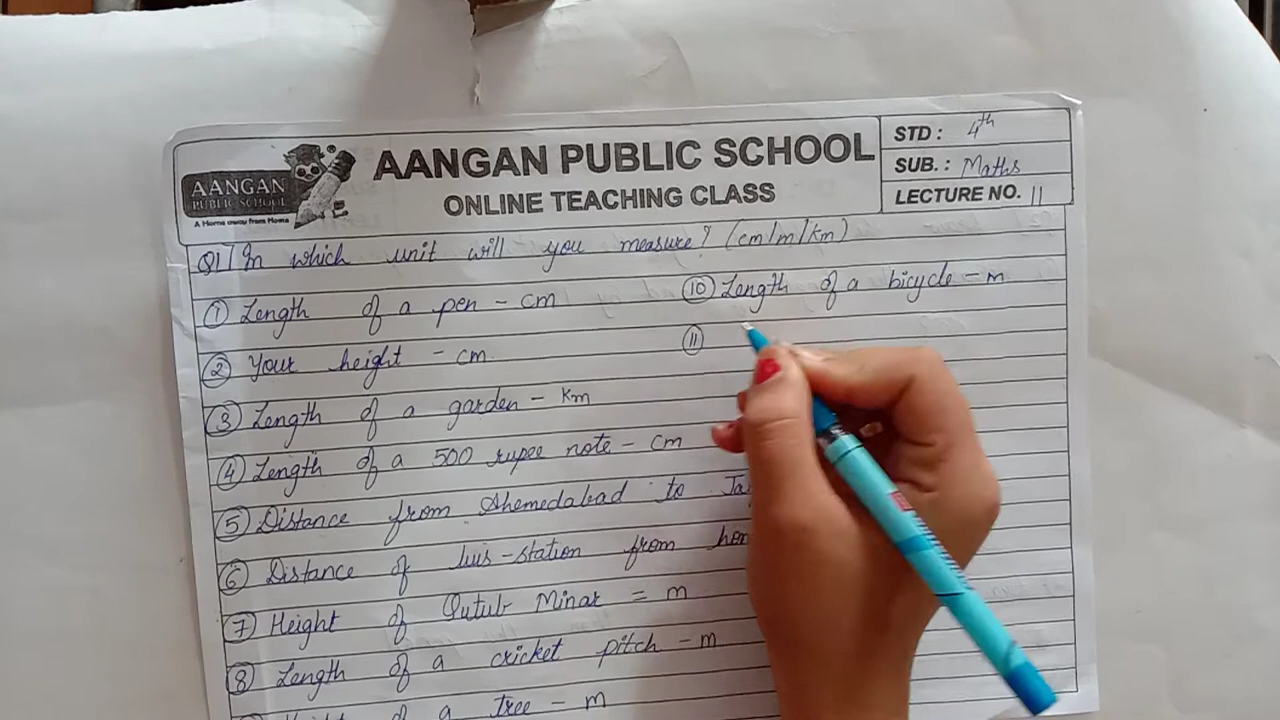 AANGAN
PUBLIC SCHOOL
A Home away from Home
AANGAN PUBLIC SCHOOL
ONLINE TEACHING CLASS
STD : 4th
SUB. : Maths
LECTURE NO. 11
Q1/ In which unit will you measure? (cm/m/km)
① Length of a pen - cm
② Your height - cm
③ Length of a garden - km
④ Length of a 500 rupee note - cm
⑤ Distance from Ahemedabad to
⑥ Distance of bus-station from
⑦ Height of Qutub Minar = m
⑧ Length of a cricket pitch - m
of a tree - m
⑩ Length of a bicycle - m
⑪